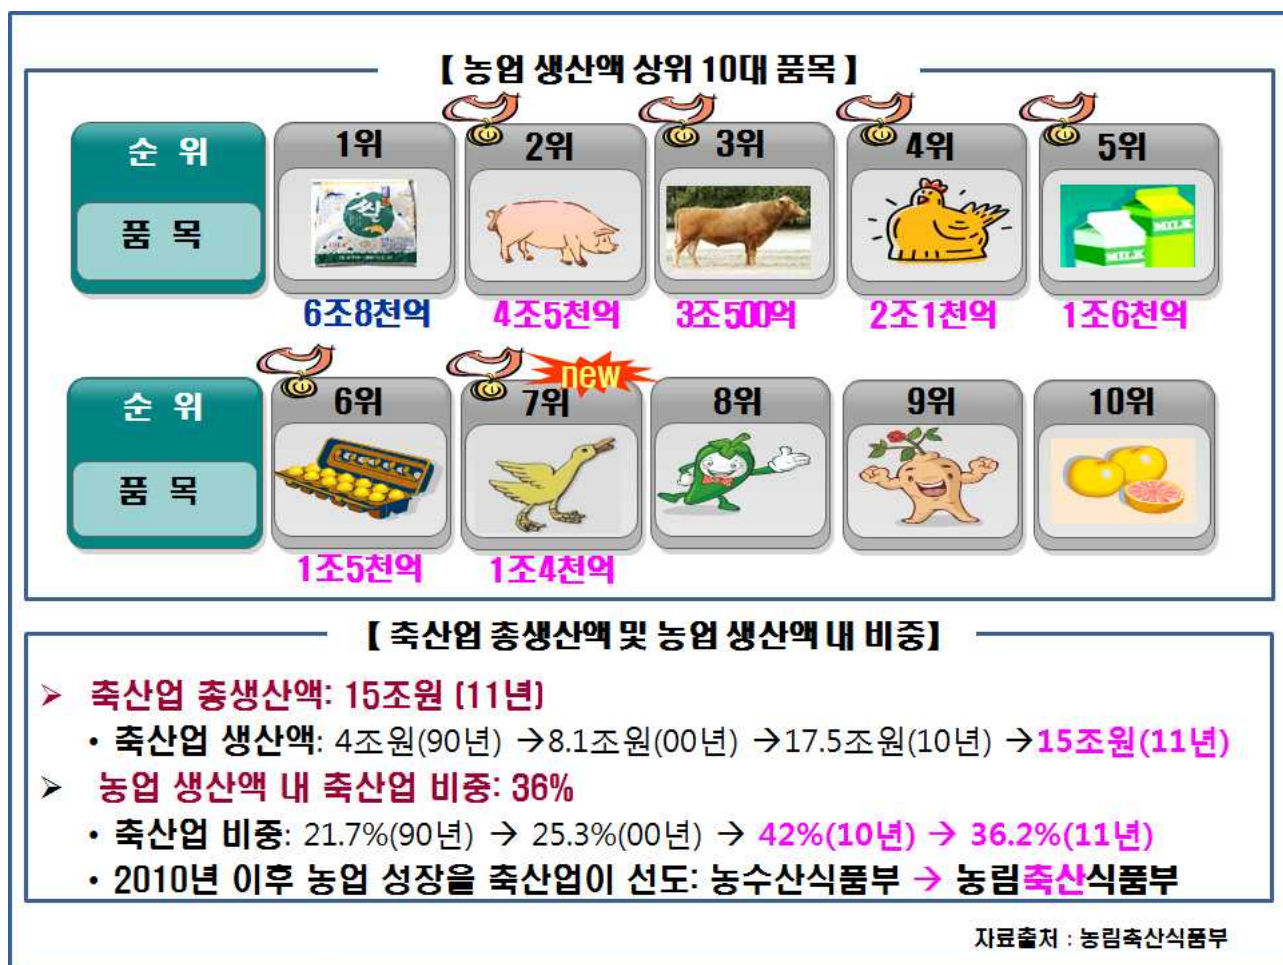 【 농업 생산액 상위 10대 품목 】
순 위 1위 2위 3위 4위 5위
품 목
쌀
MILK MILK
6조8천억 4조5천억 3조500억 2조1천억 1조6천억
new
순 위 6위 7위 8위 9위 10위
품 목
1조5천억 1조4천억
【 축산업 총생산액 및 농업 생산액 내 비중】
➢ 축산업 총생산액: 15조원 (11년)
• 축산업 생산액: 4조원(90년) →8.1조원(00년) →17.5조원(10년) →15조원(11년)
➢ 농업 생산액 내 축산업 비중: 36%
• 축산업 비중: 21.7%(90년) → 25.3%(00년) → 42%(10년) → 36.2%(11년)
• 2010년 이후 농업 성장을 축산업이 선도: 농수산식품부 → 농림축산식품부
자료출처 : 농림축산식품부